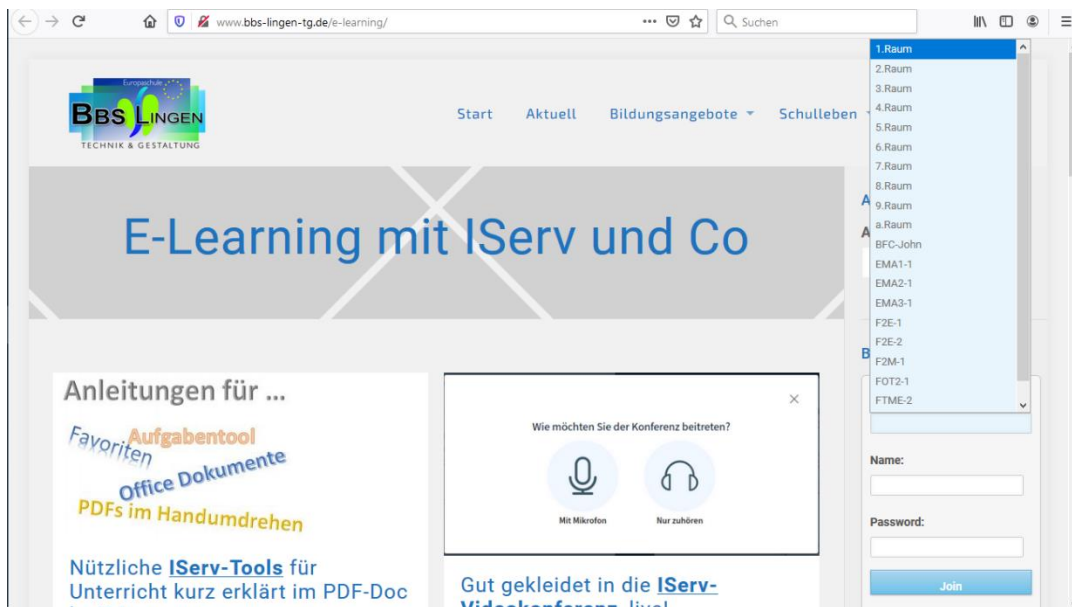 www.bbs-lingen-tg.de/e-learning/
Suchen
Europaschule
BBS LINGEN
TECHNIK & GESTALTUNG
Start Aktuell Bildungsangebote Schulleben
1.Raum
2.Raum
3.Raum
4.Raum
5.Raum
6.Raum
7.Raum
8.Raum
9.Raum
a.Raum
BFC-John
EMA1-1
EMA2-1
EMA3-1
F2E-1
F2E-2
F2M-1
FOT2-1
FTME-2
E-Learning mit IServ und Co
Anleitungen für ...
Favoriten
Aufgabentool
Office Dokumente
PDFs im Handumdrehen
Nützliche IServ-Tools für
Unterricht kurz erklärt im PDF-Doc
Wie möchten Sie der Konferenz beitreten?
Mit Mikrofon
Nur zuhören
Gut gekleidet in die IServ-
Videokonferenz
Name:
Password:
Join